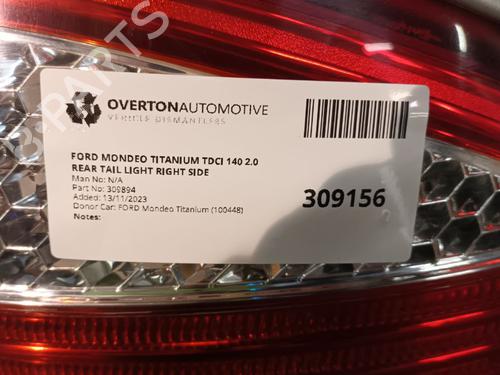 OVERTONAUTOMOTIVE
VEHICLE DISMANTLERS
FORD MONDEO TITANIUM TDCI 140 2.0
REAR TAIL LIGHT RIGHT SIDE
Man No: N/A
Part No: 309894
Added: 13/11/2023
Donor Car: FORD Mondeo Titanium (100448)
Notes:
309156
PARTS